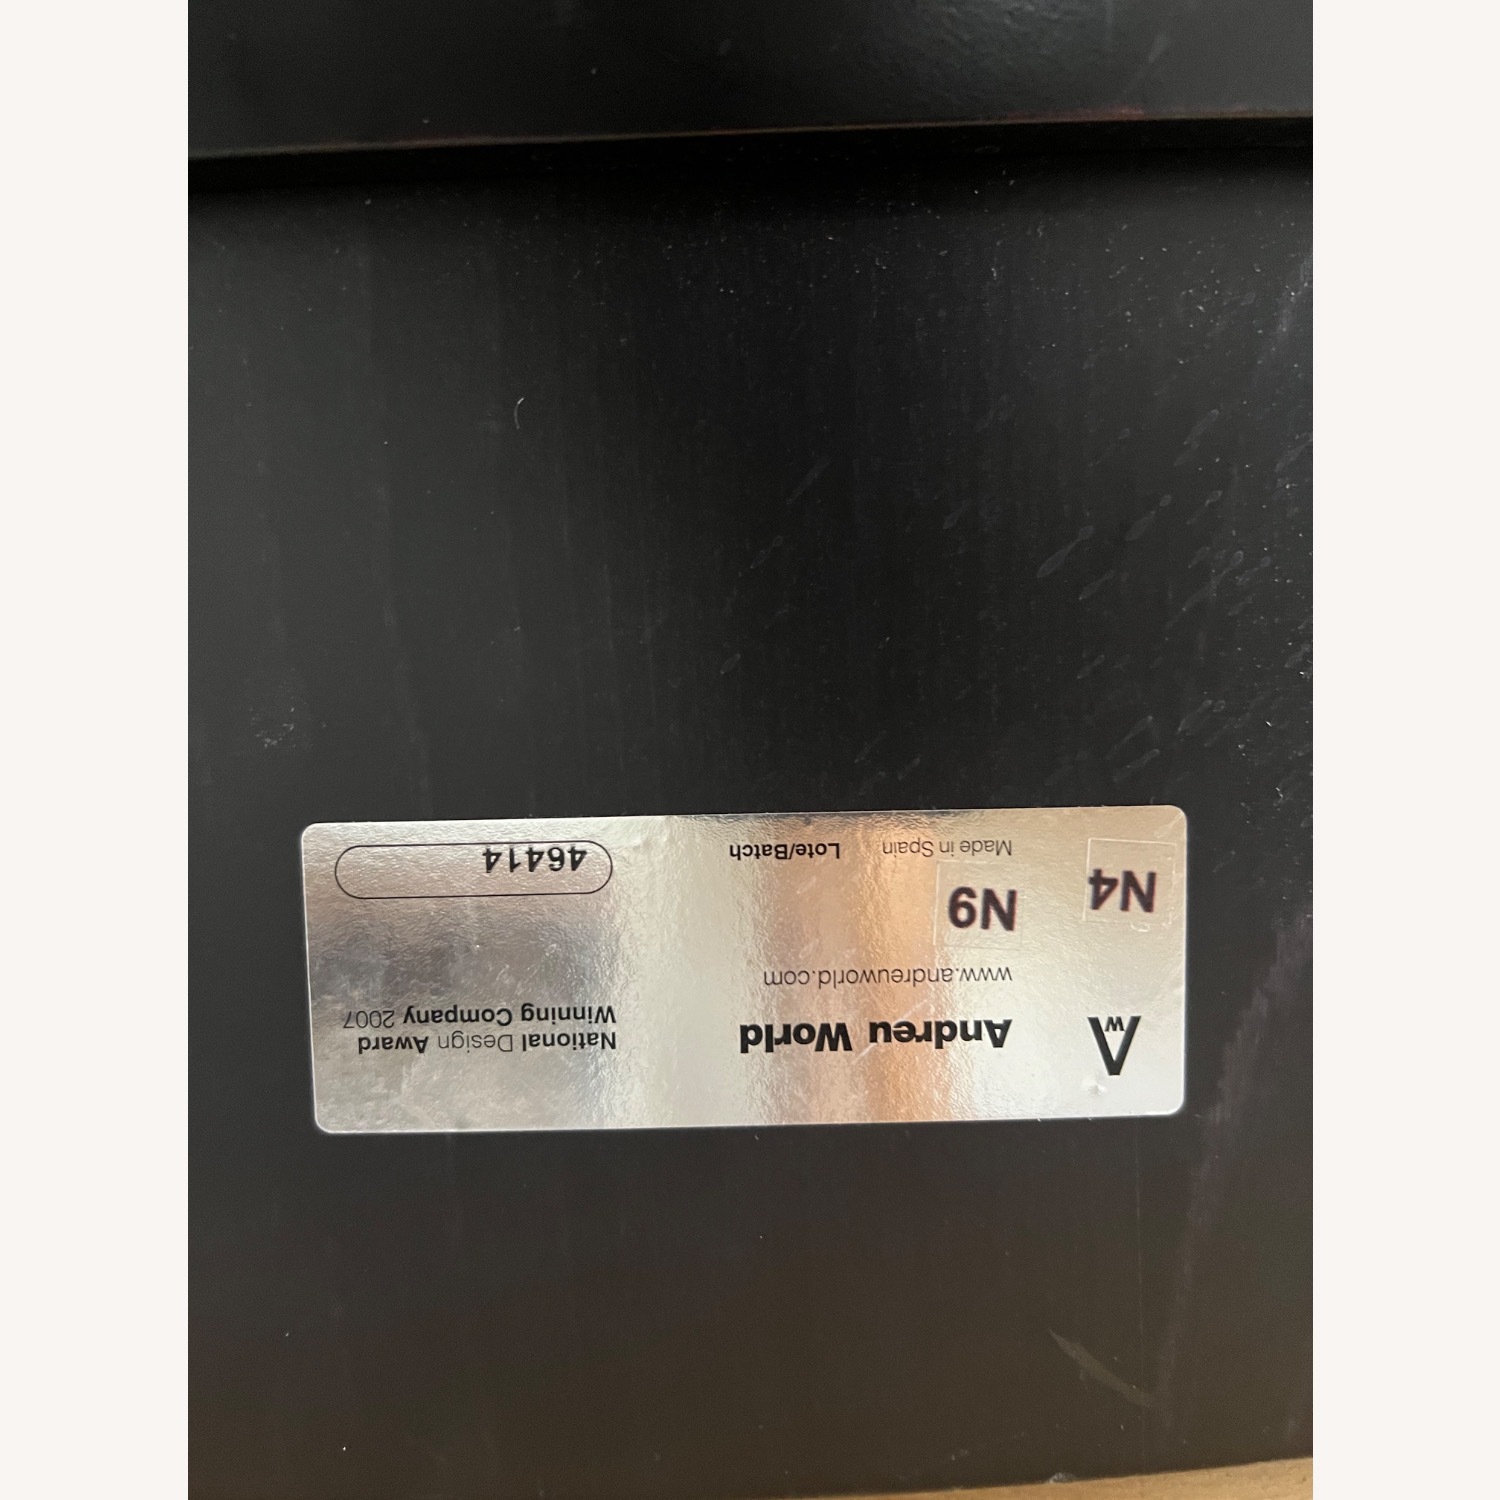 AW
Andreu World
www.andreuworld.com
National Design Award
Winning Company 2007
N4
N9
Made in Spain
Lote/Batch
46414